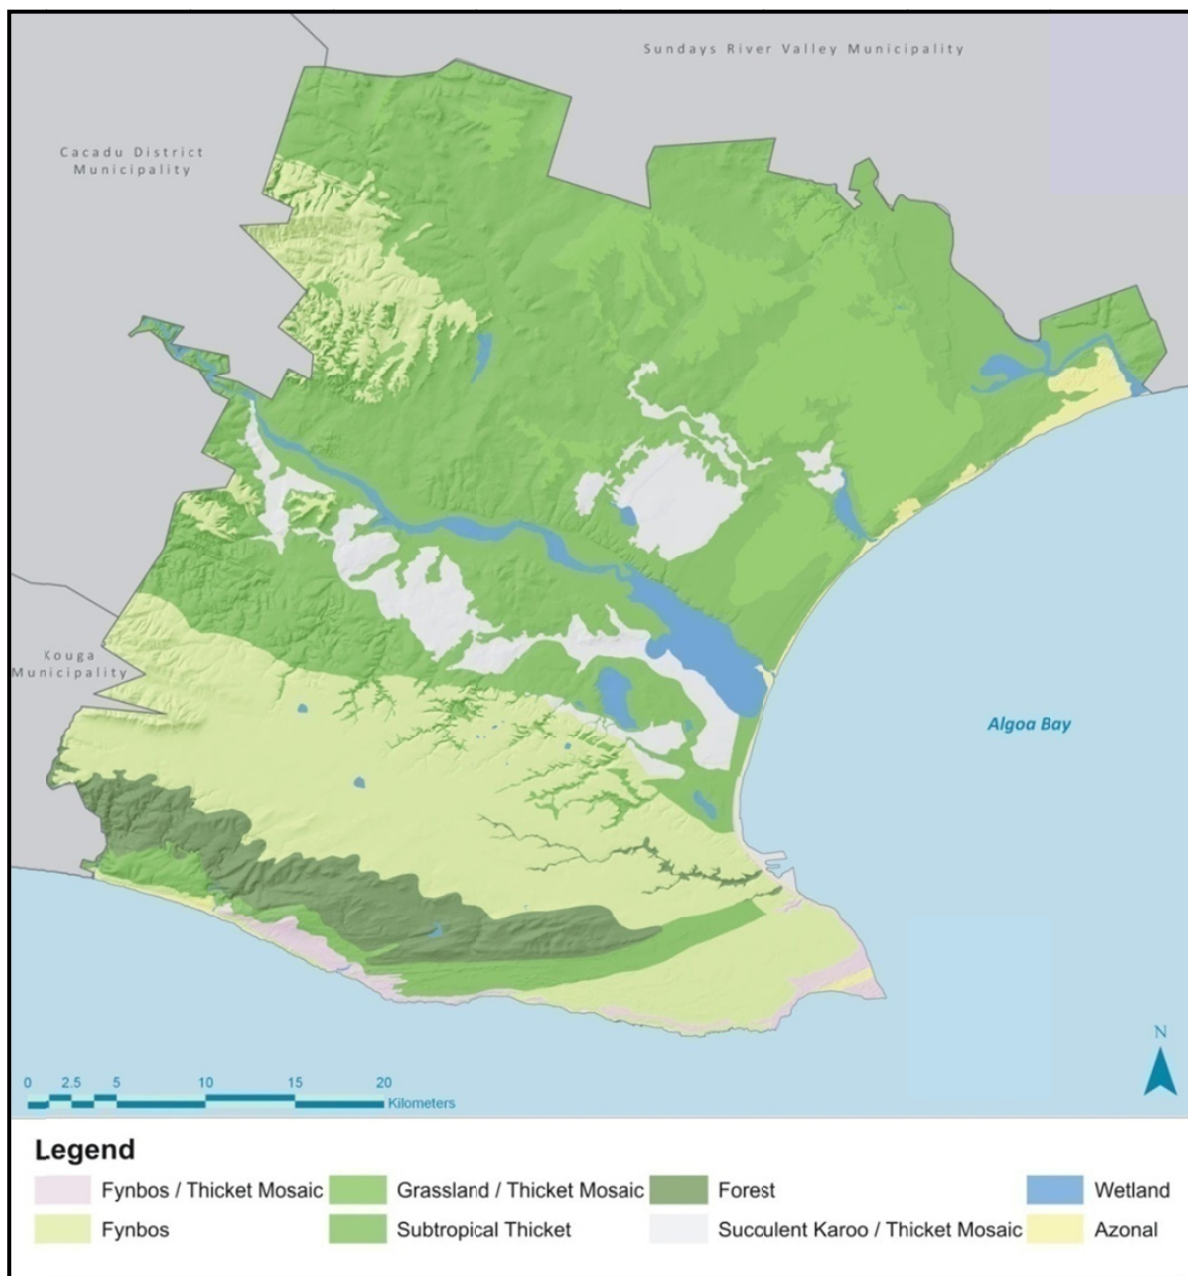 Sundays River Valley Municipality
Cacadu District
Municipality
Kouga
Municipality
Algoa Bay
N
0 2.5 5 10 15 20
Kilometers
Legend
Fynbos / Thicket Mosaic
Grassland / Thicket Mosaic
Forest
Wetland
Fynbos
Subtropical Thicket
Succulent Karoo / Thicket Mosaic
Azonal